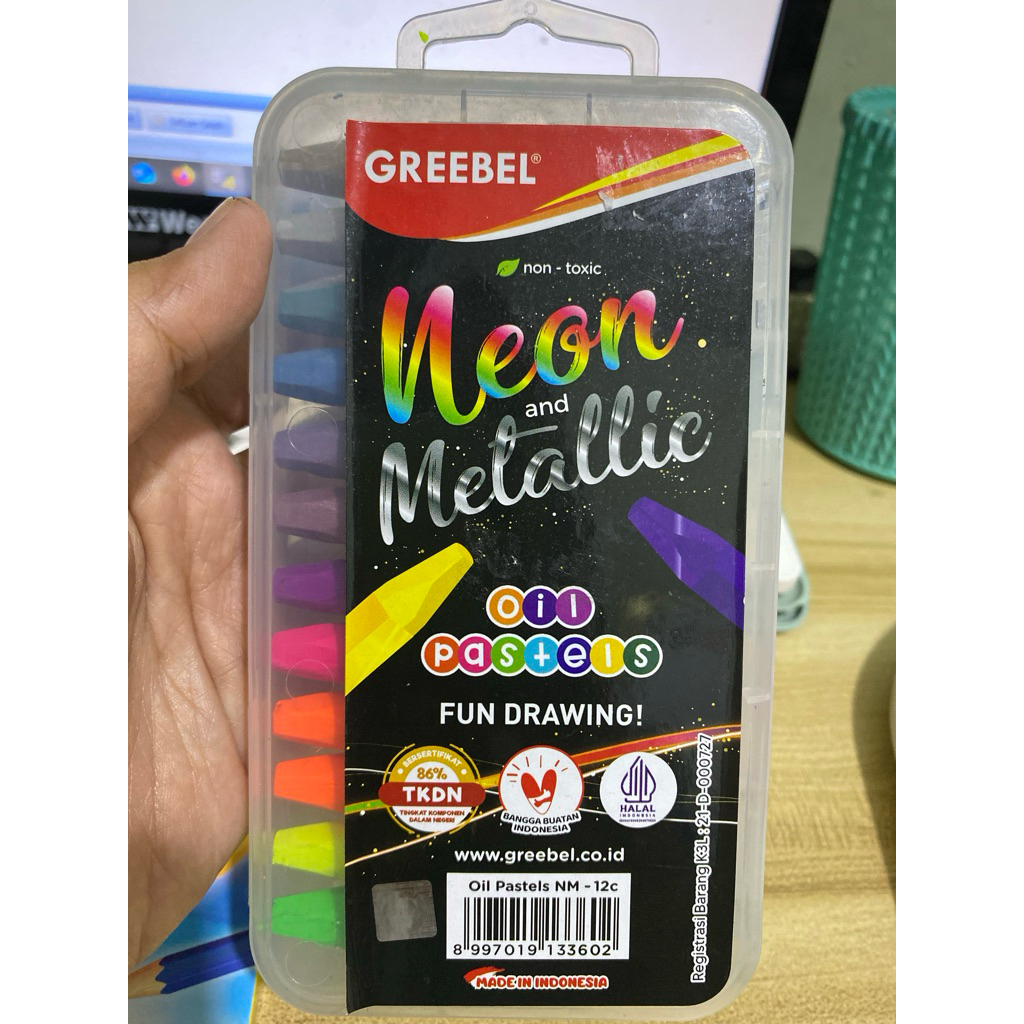 GREEBEL®
non - toxic
Neon
and
Metallic
oil
pastels
FUN DRAWING!
BERSERTIFIKAT
86%
TKDN
TINGKAT KOMPONEN
DALAM NEGERI
BANGGA BUATAN
INDONESIA
HALAL
INDONESIA
www.greebel.co.id
Oil Pastels NM - 12c
8 997019 133602
MADE IN INDONESIA
Registrasi Barang K3L:21-D-000727